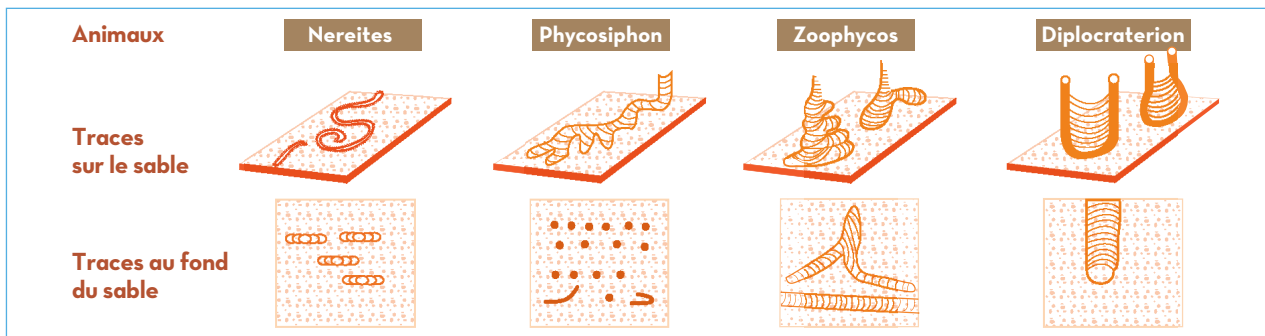 Animaux
Nereites
Phycosiphon
Zoophycos
Diplocraterion
Traces
sur le sable
Traces au fond
du sable